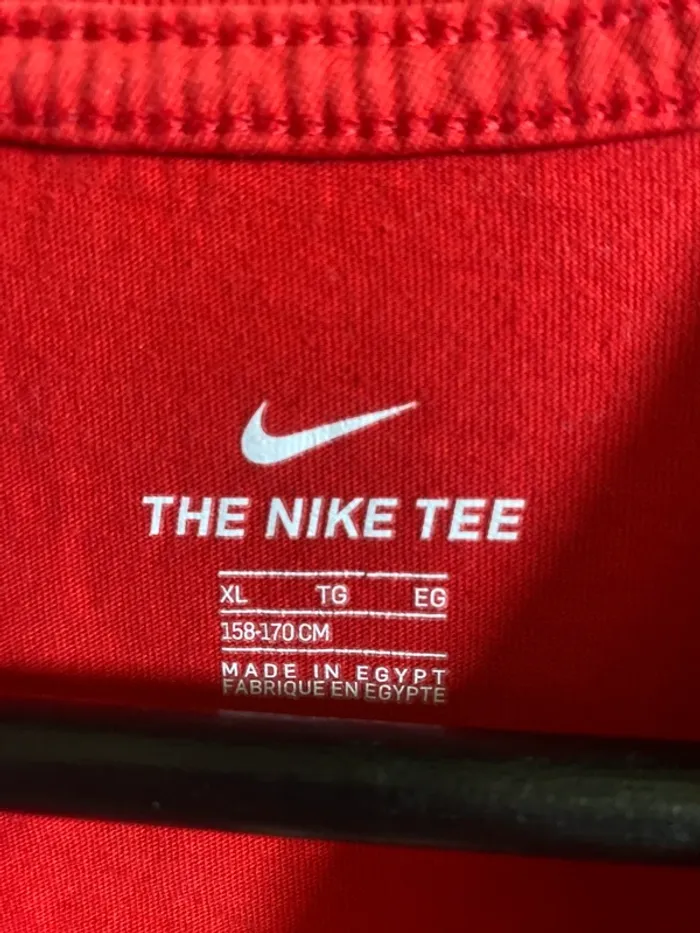 THE NIKE TEE
XL TG EG
158-170 CM
MADE IN EGYPT
FABRIQUE EN EGYPTE